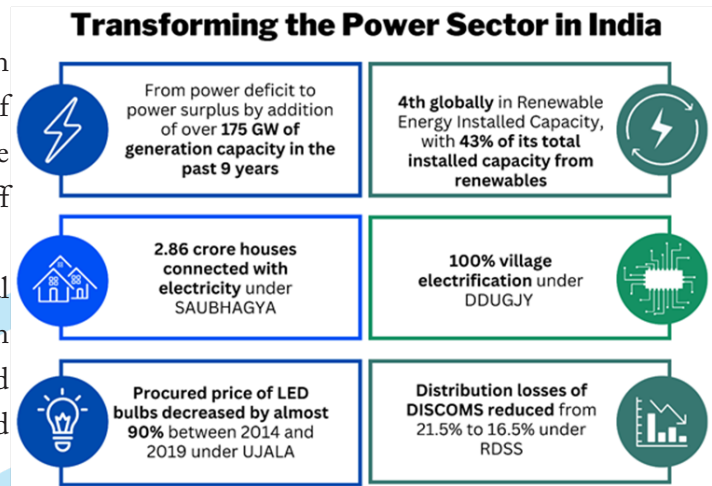 Transforming the Power Sector in India
From power deficit to
power surplus by addition
of over 175 GW of
generation capacity in the
past 9 years
4th globally in Renewable
Energy Installed Capacity,
with 43% of its total
installed capacity from
renewables
2.86 crore houses
connected with
electricity under
SAUBHAGYA
100% village
electrification under
DDUGJY
Procured price of LED
bulbs decreased by almost
90% between 2014 and
2019 under UJALA
Distribution losses of
DISCOMS reduced from
21.5% to 16.5% under
RDSS